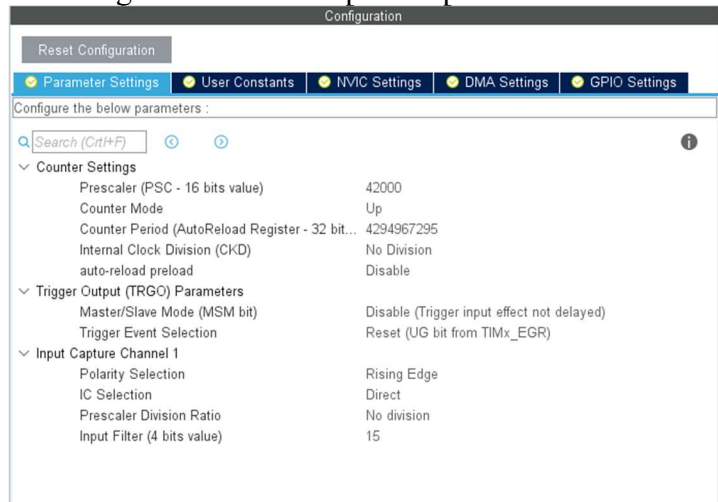 Configuration
Reset Configuration
Parameter Settings User Constants NVIC Settings DMA Settings GPIO Settings
Configure the below parameters :
Search (Crtl+F)
Counter Settings
Prescaler (PSC - 16 bits value) 42000
Counter Mode Up
Counter Period (AutoReload Register - 32 bit... 4294967295
Internal Clock Division (CKD) No Division
auto-reload preload Disable
Trigger Output (TRGO) Parameters
Master/Slave Mode (MSM bit) Disable (Trigger input effect not delayed)
Trigger Event Selection Reset (UG bit from TIMx_EGR)
Input Capture Channel 1
Polarity Selection Rising Edge
IC Selection Direct
Prescaler Division Ratio No division
Input Filter (4 bits value) 15